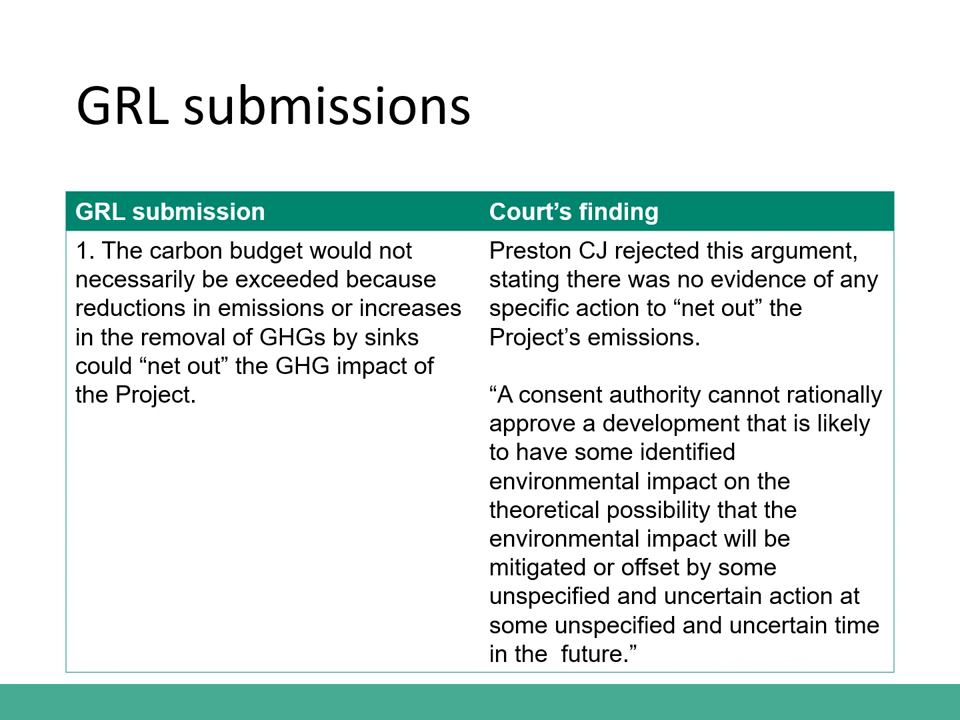 GRL submissions
GRL submission
Court’s finding
1. The carbon budget would not
necessarily be exceeded because
reductions in emissions or increases
in the removal of GHGs by sinks
could “net out” the GHG impact of
the Project.
Preston CJ rejected this argument,
stating there was no evidence of any
specific action to “net out” the
Project’s emissions.
“A consent authority cannot rationally
approve a development that is likely
to have some identified
environmental impact on the
theoretical possibility that the
environmental impact will be
mitigated or offset by some
unspecified and uncertain action at
some unspecified and uncertain time
in the  future.”